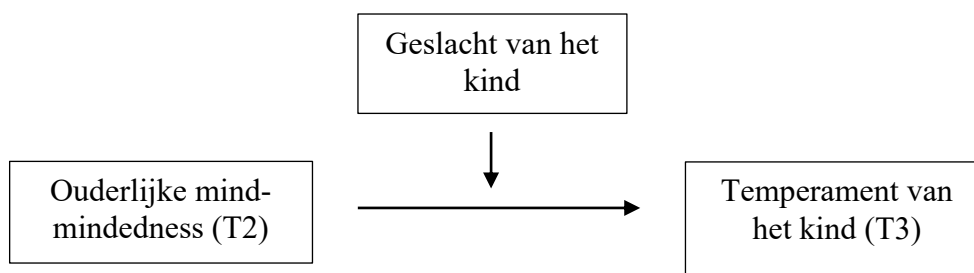 Geslacht van het
kind
Ouderlijke mind-
mindedness (T2)
Temperament van
het kind (T3)